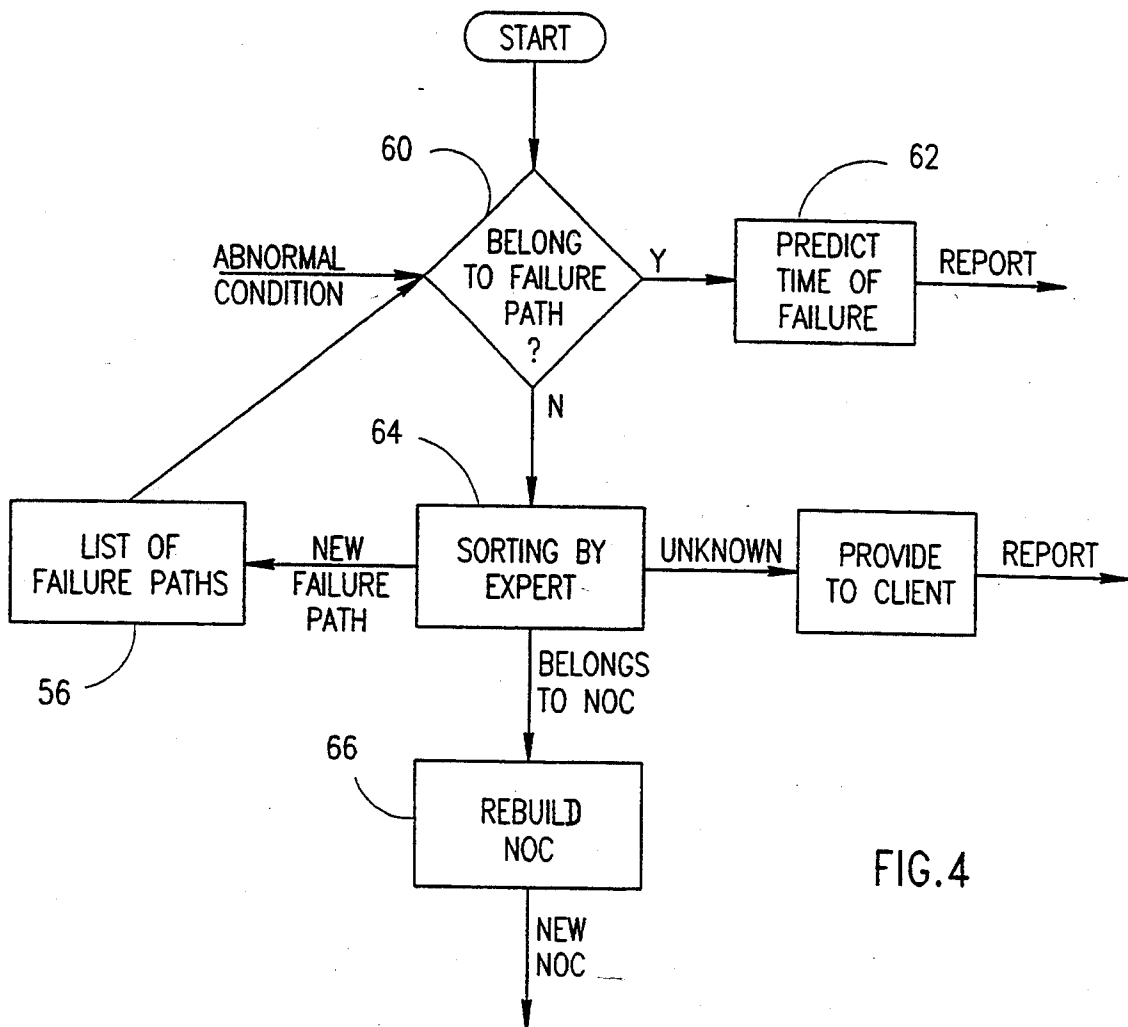 START
60
62
ABNORMAL
CONDITION
BELONG
TO FAILURE
PATH
?
Y
PREDICT
TIME OF
FAILURE
REPORT
N
64
LIST OF
FAILURE PATHS
NEW
FAILURE
PATH
SORTING BY
EXPERT
UNKNOWN
PROVIDE
TO CLIENT
REPORT
56
BELONGS
TO NOC
66
REBUILD
NOC
FIG.4
NEW
NOC